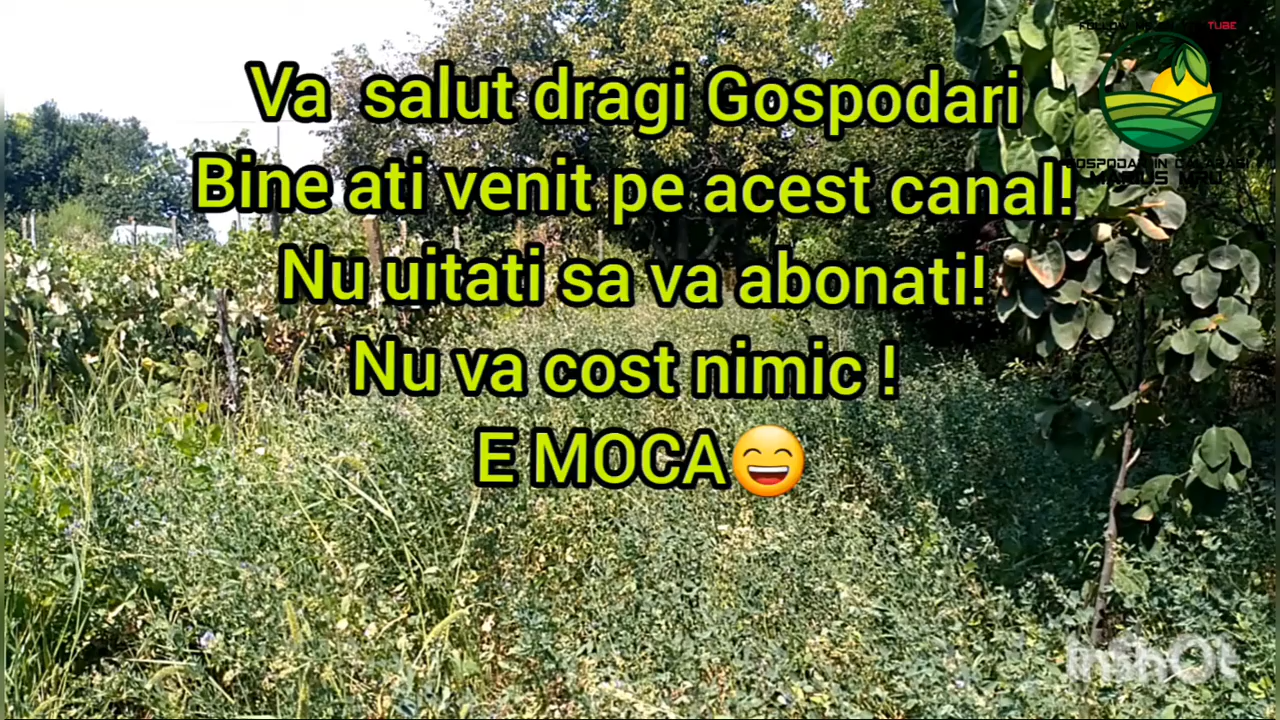 Va salut dragi Gospodari
Bine ati venit pe acest canal!
Nu uitati sa va abonati!
Nu va cost nimic !
E MOCA😄
TUBE
InshOt